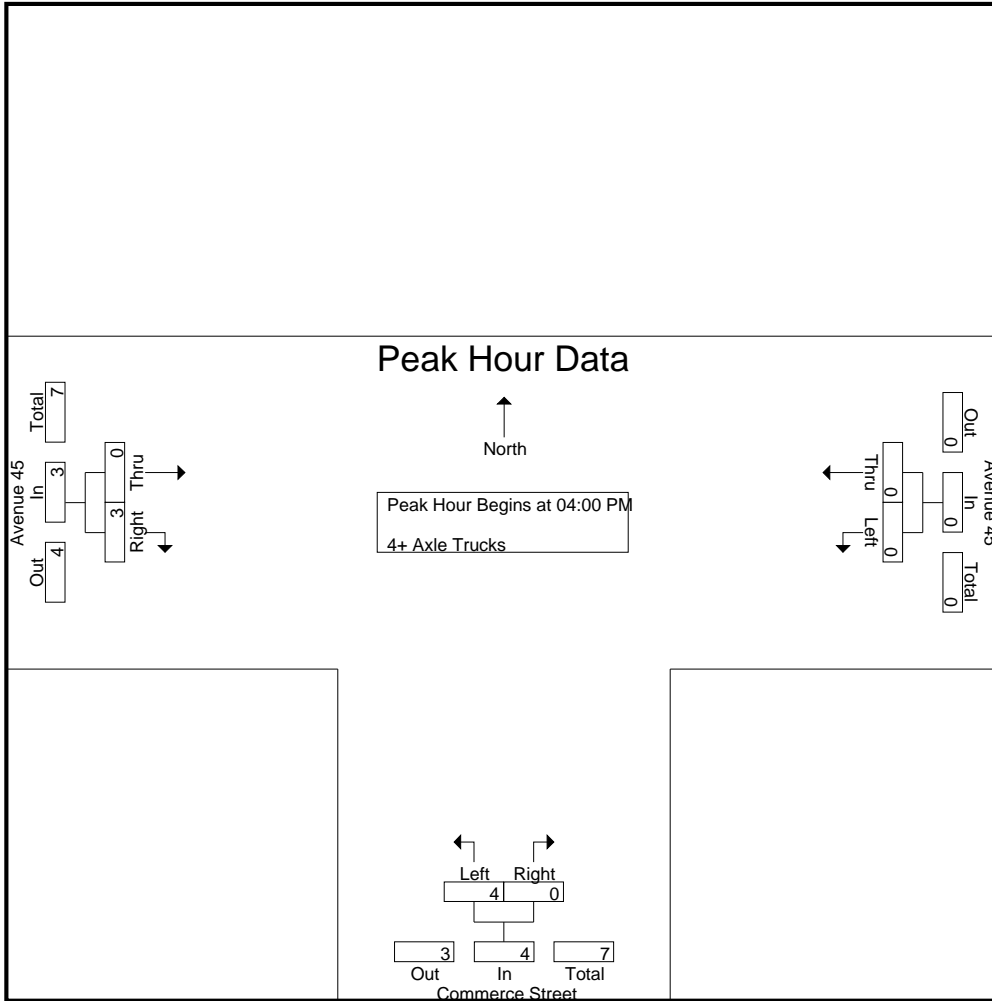 Peak Hour Data
North
Peak Hour Begins at 04:00 PM
4+ Axle Trucks
Avenue 45
Total
7
In
3
Out
4
0
Thru
3
Right
Avenue 45
Out
0
In
0
Total
0
Thru
0
Left
0
Left Right
4 0
3 4 7
Out In Total
Commerce Street